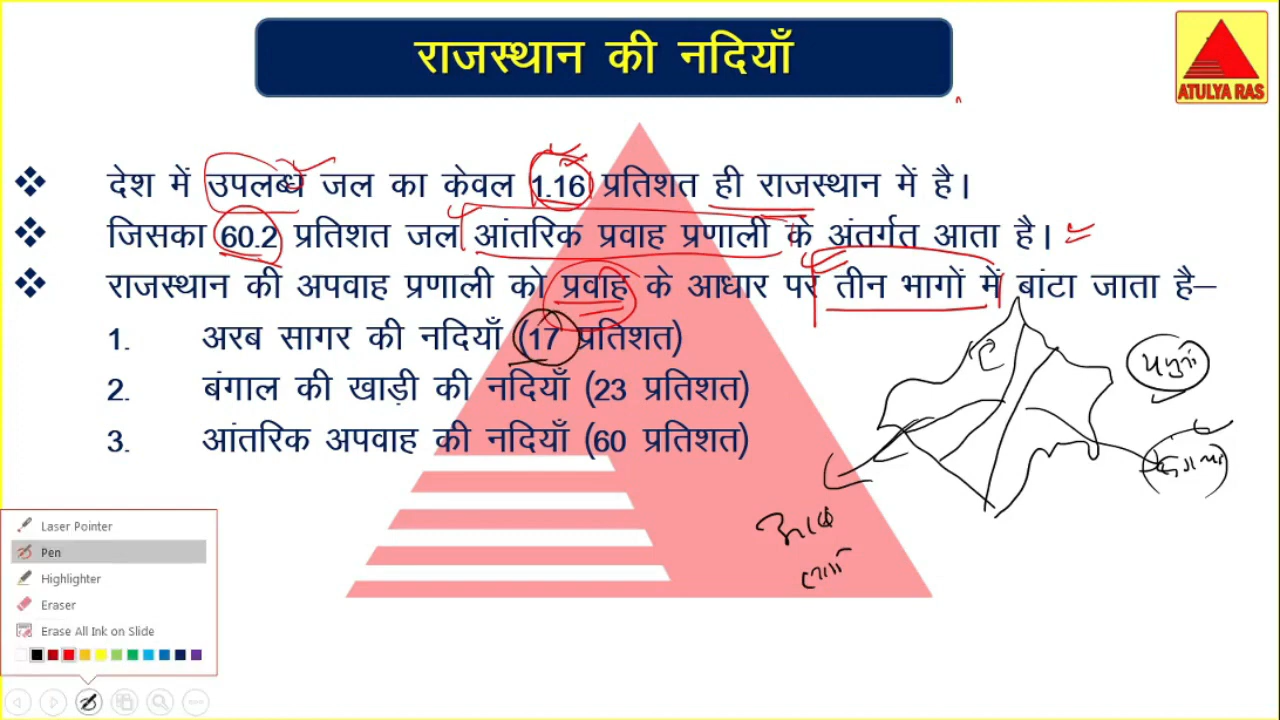 राजस्थान की नदियाँ
ATULYA RAS
❖ देश में उपलब्ध जल का केवल 1.16 प्रतिशत ही राजस्थान में है।
❖ जिसका 60.2 प्रतिशत जल आंतरिक प्रवाह प्रणाली के अंतर्गत आता है।
❖ राजस्थान की अपवाह प्रणाली को प्रवाह के आधार पर तीन भागों में बांटा जाता है–
1. अरब सागर की नदियाँ (17 प्रतिशत)
2. बंगाल की खाड़ी की नदियाँ (23 प्रतिशत)
3. आंतरिक अपवाह की नदियाँ (60 प्रतिशत)
Laser Pointer
Pen
Highlighter
Eraser
Erase All Ink on Slide